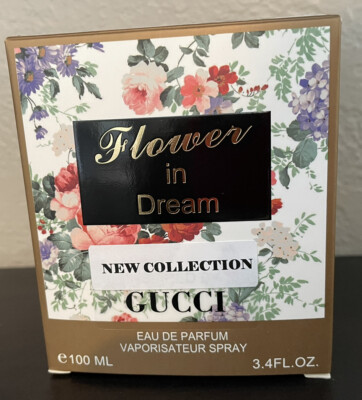 Flower
in
Dream
NEW COLLECTION
GUCCI
EAU DE PARFUM
VAPORISATEUR SPRAY
e100 ML 3.4FL.OZ.